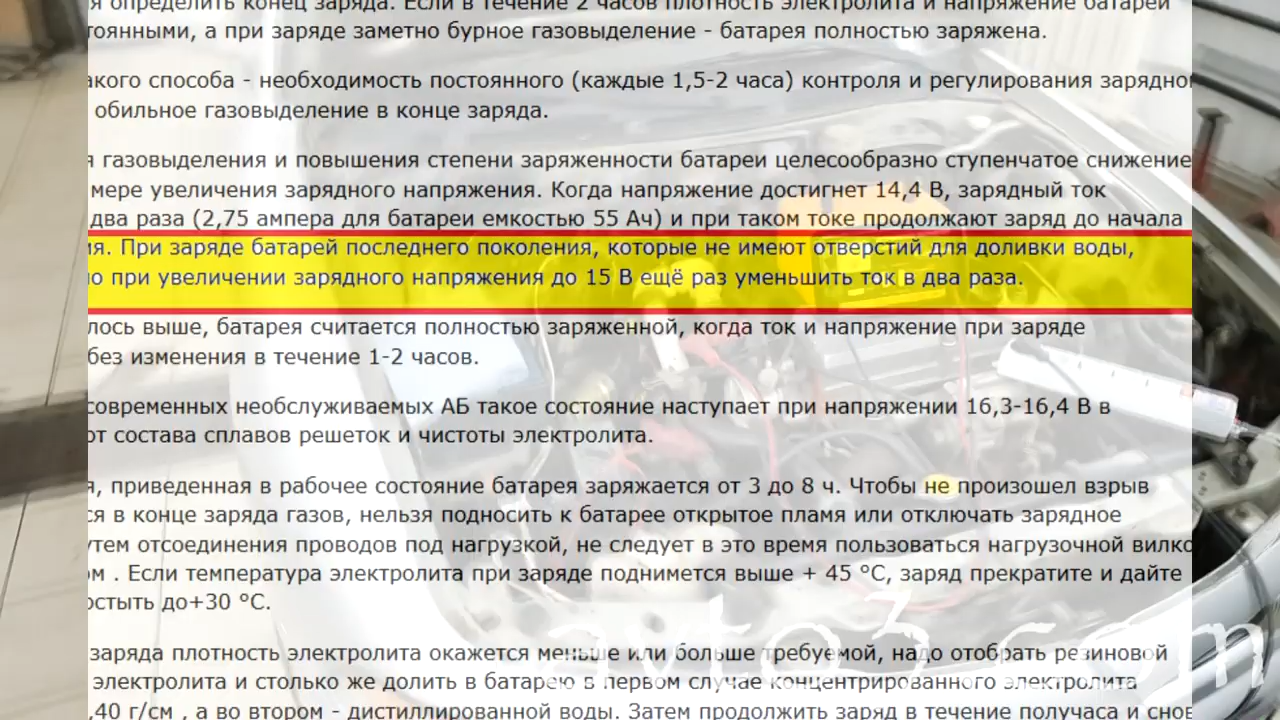 я определить конец заряда. Если в течение 2 часов плотность электролита и напряжение батареи
тоянными, а при заряде заметно бурное газовыделение - батарея полностью заряжена.
акого способа - необходимость постоянного (каждые 1,5-2 часа) контроля и регулирования зарядног
обильное газовыделение в конце заряда.
я газовыделения и повышения степени заряженности батареи целесообразно ступенчатое снижение
мере увеличения зарядного напряжения. Когда напряжение достигнет 14,4 В, зарядный ток
два раза (2,75 ампера для батареи емкостью 55 Ач) и при таком токе продолжают заряд до начала
ия. При заряде батарей последнего поколения, которые не имеют отверстий для доливки воды,
но при увеличении зарядного напряжения до 15 В ещё раз уменьшить ток в два раза.
лось выше, батарея считается полностью заряженной, когда ток и напряжение при заряде
без изменения в течение 1-2 часов.
современных необслуживаемых АБ такое состояние наступает при напряжении 16,3-16,4 В в
от состава сплавов решеток и чистоты электролита.
я, приведенная в рабочее состояние батарея заряжается от 3 до 8 ч. Чтобы не произошел взрыв
ся в конце заряда газов, нельзя подносить к батарее открытое пламя или отключать зарядное
утем отсоединения проводов под нагрузкой, не следует в это время пользоваться нагрузочной вилко
ом . Если температура электролита при заряде поднимется выше + 45 °С, заряд прекратите и дайте
остыть до+30 °С.
заряда плотность электролита окажется меньше или больше требуемой, надо отобрать резиновой
электролита и столько же долить в батарею в первом случае концентрированного электролита
,40 г/см , а во втором - дистиллированной воды. Затем продолжить заряд в течение получаса и снов
avto3.com